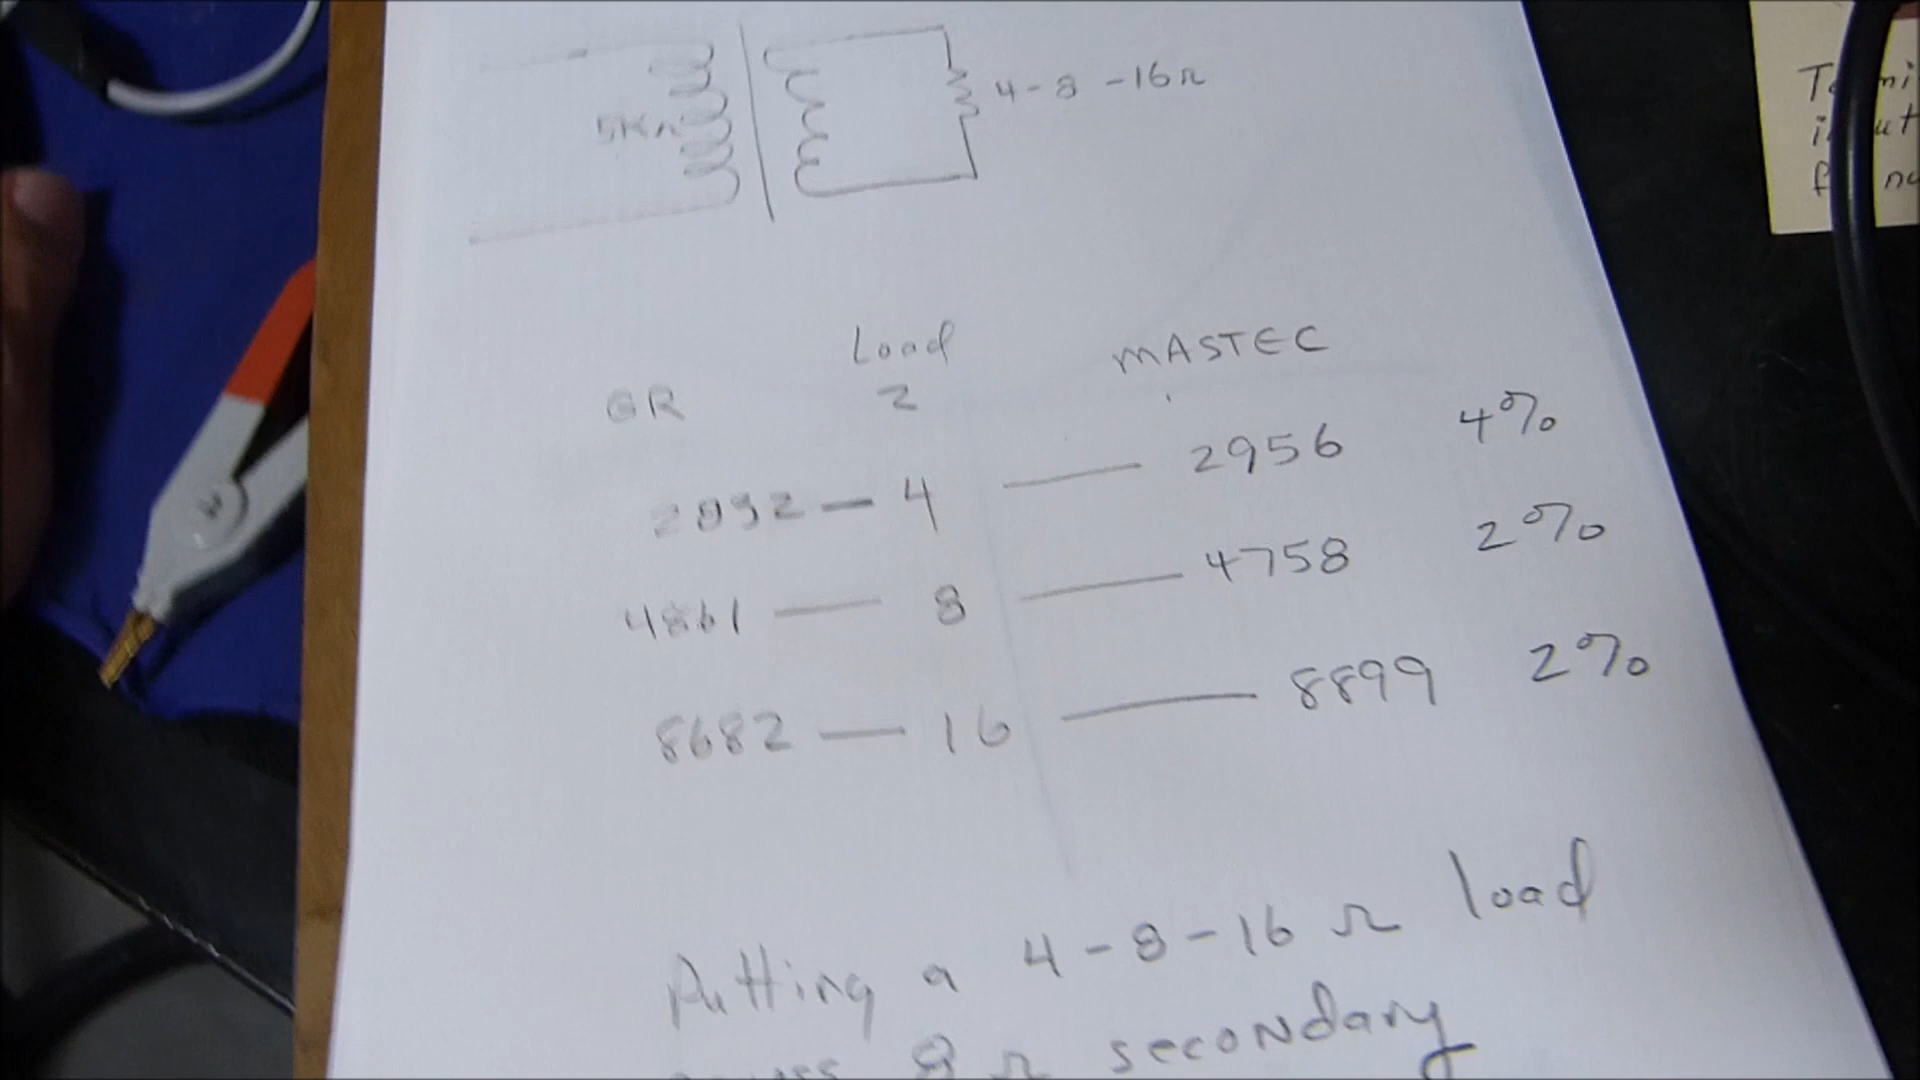 5KΩ
4-8-16Ω
Load
MASTEC
GR
Z
2892 — 4 — 2956 4%
4861 — 8 — 4758 2%
8682 — 16 — 8899 2%
Putting a 4-8-16 Ω load
8 Ω secondary